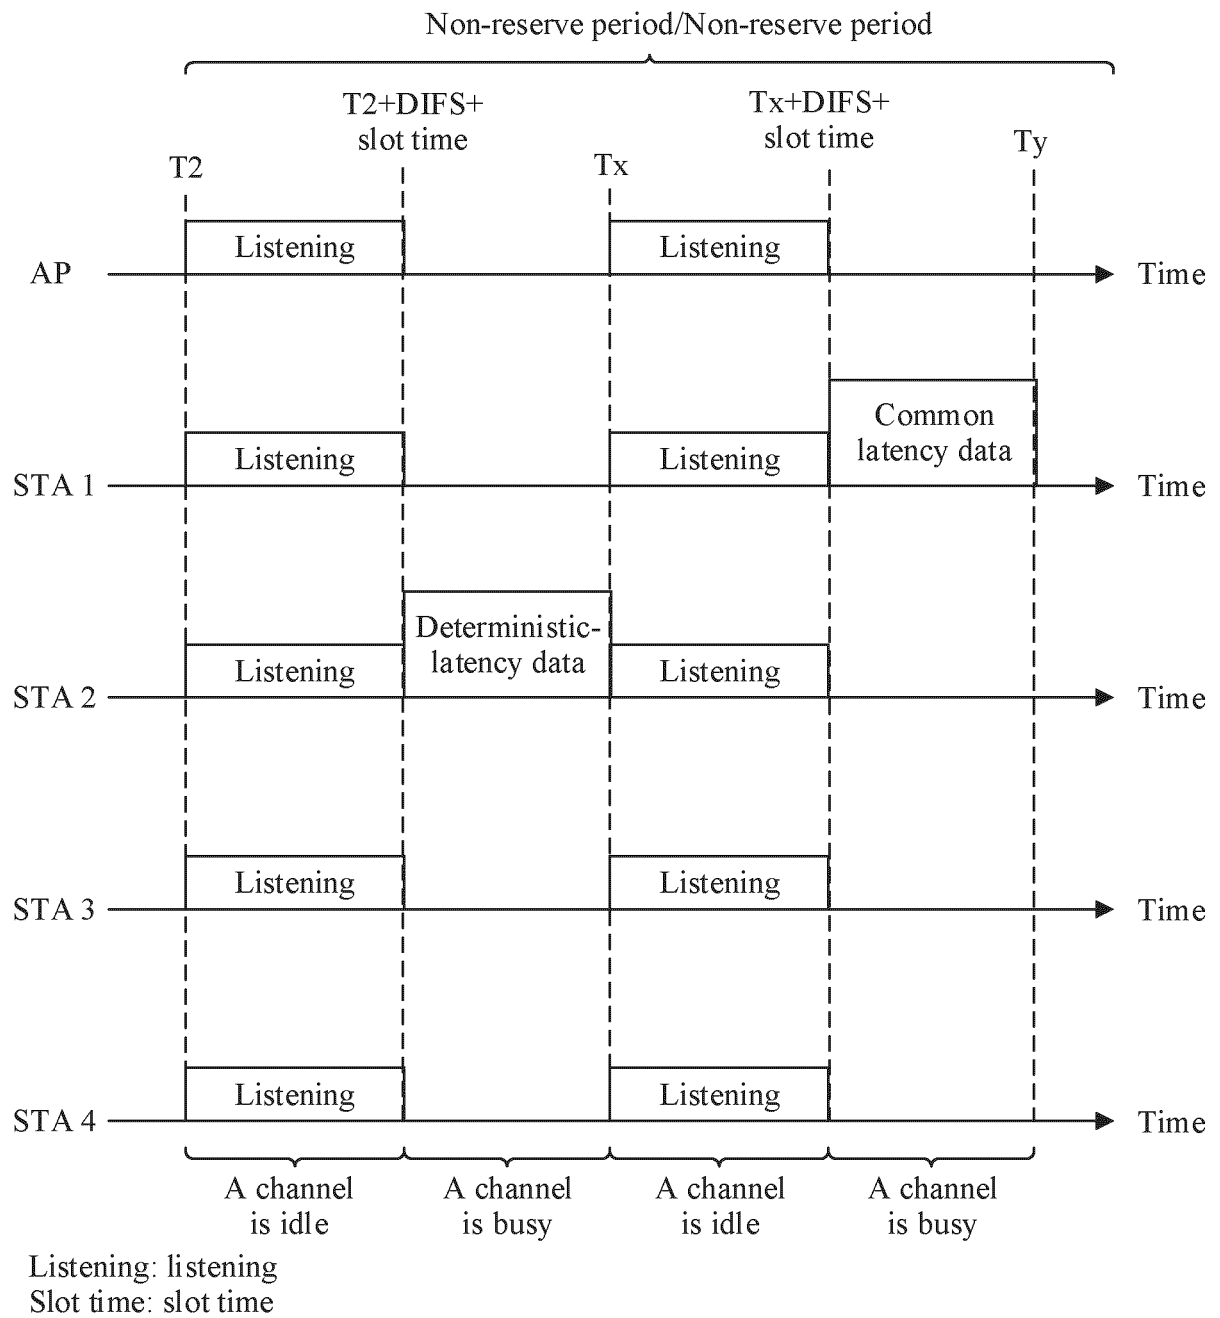 Non-reserve period/Non-reserve period
T2+DIFS+
slot time
Tx+DIFS+
slot time
T2
Tx
Ty
AP
Listening
Listening
Time
STA 1
Listening
Listening
Common
latency data
Time
STA 2
Listening
Deterministic-
latency data
Listening
Time
STA 3
Listening
Listening
Time
STA 4
Listening
Listening
Time
A channel
is idle
A channel
is busy
A channel
is idle
A channel
is busy
Listening: listening
Slot time: slot time